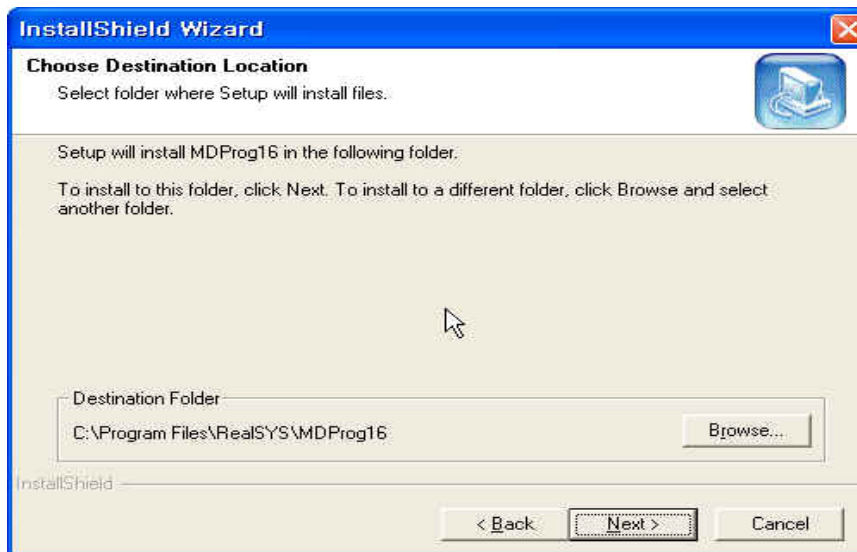 InstallShield Wizard
Choose Destination Location
Select folder where Setup will install files.
Setup will install MDProg16 in the following folder.
To install to this folder, click Next. To install to a different folder, click Browse and select
another folder.
Destination Folder
C:\Program Files\RealSYS\MDProg16
Browse...
InstallShield
< Back
Next >
Cancel